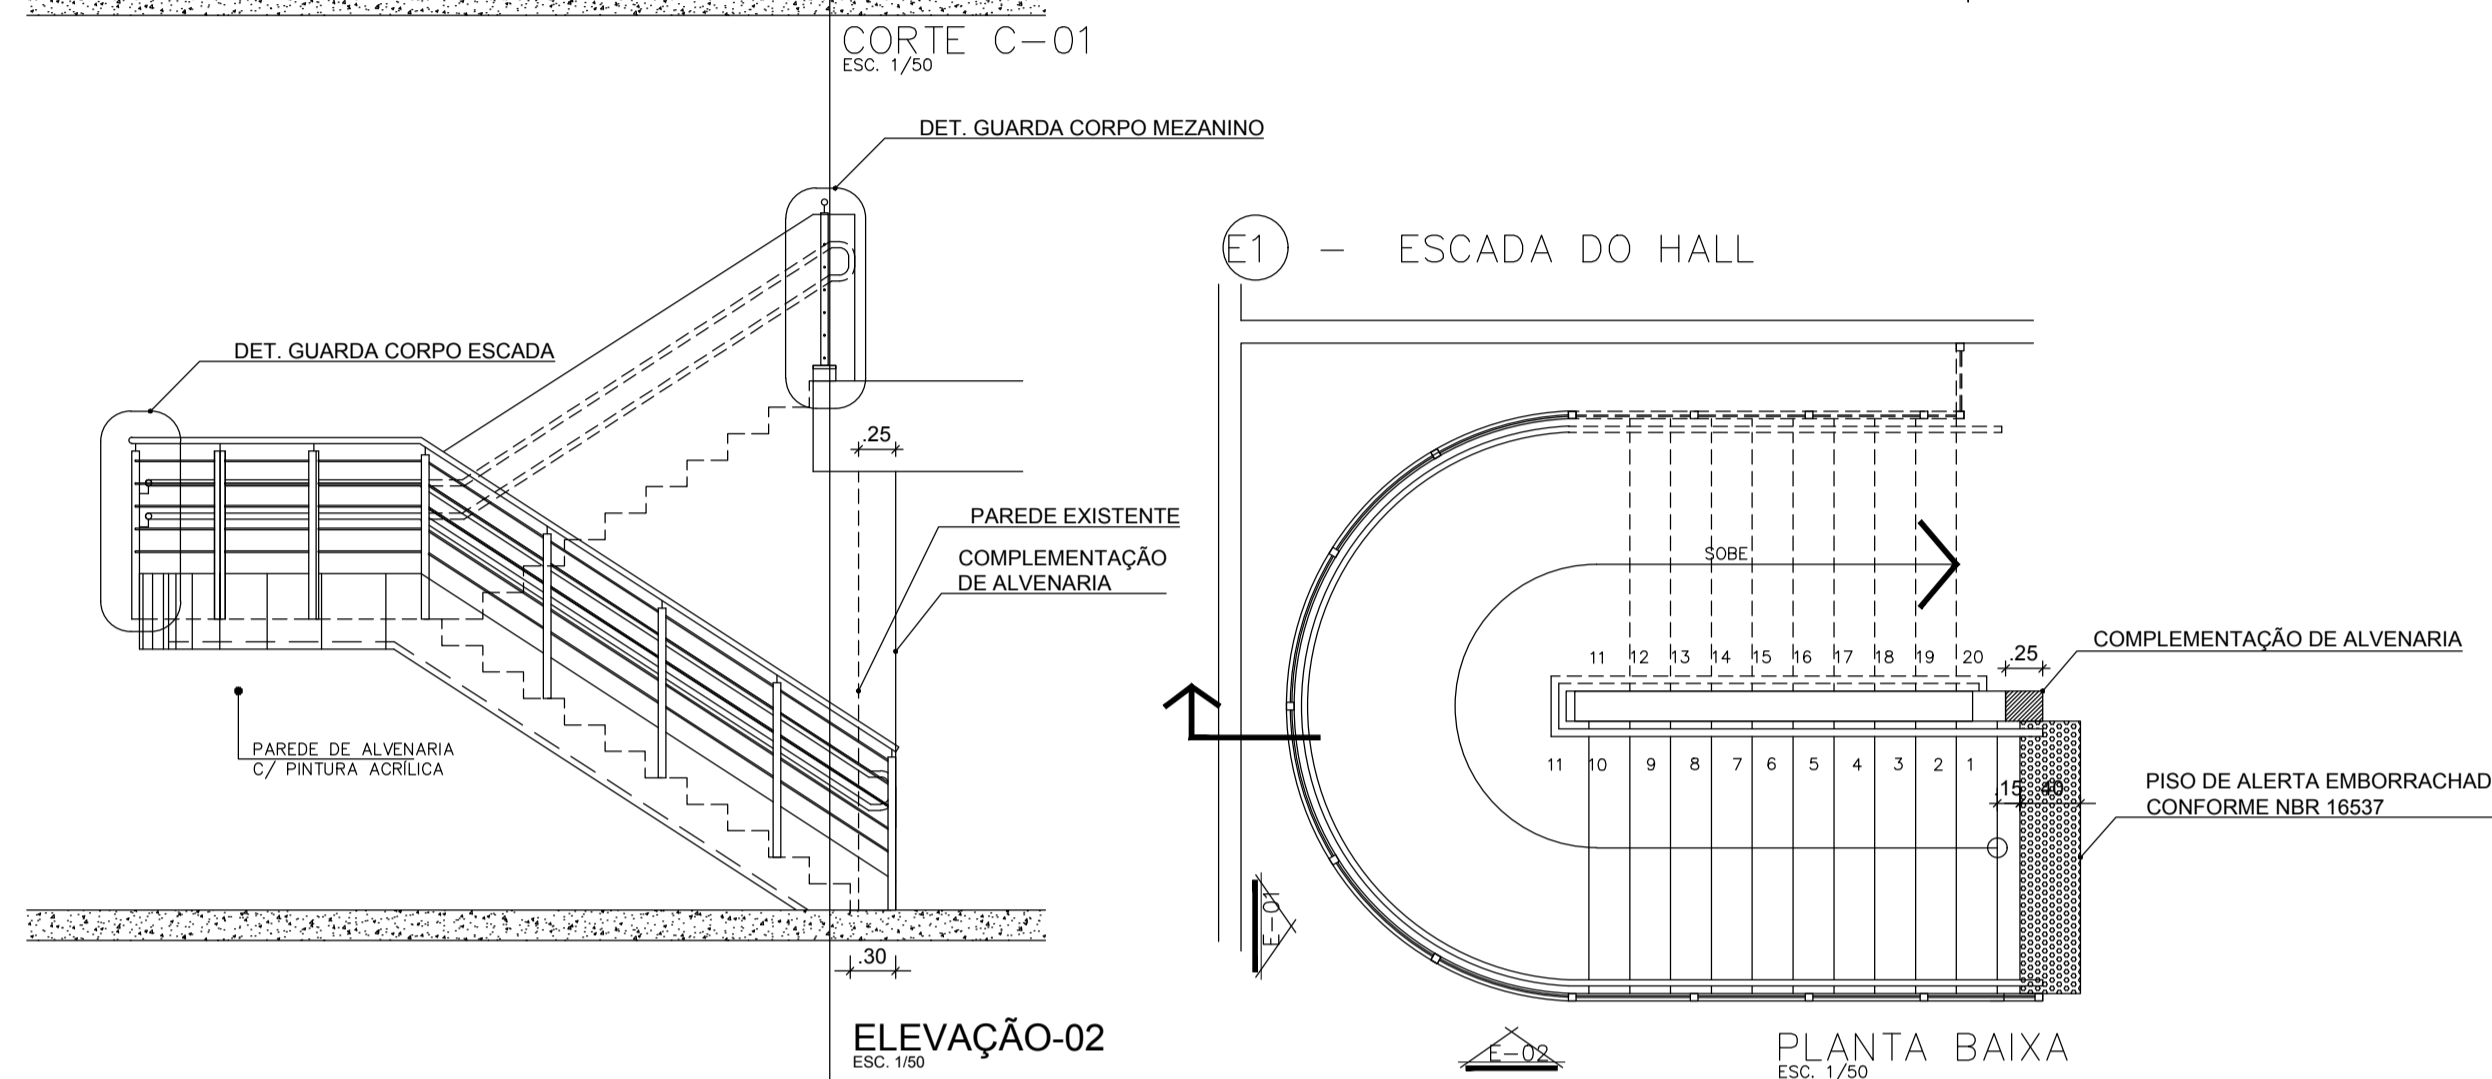 CORTE C-01
ESC. 1/50
DET. GUARDA CORPO MEZANINO
DET. GUARDA CORPO ESCADA
.25
PAREDE EXISTENTE
COMPLEMENTAÇÃO
DE ALVENARIA
PAREDE DE ALVENARIA
C/ PINTURA ACRÍLICA
.30
ELEVAÇÃO-02
ESC. 1/50
E1 - ESCADA DO HALL
SOBE
11 12 13 14 15 16 17 18 19 20
.25
COMPLEMENTAÇÃO DE ALVENARIA
11 10 9 8 7 6 5 4 3 2 1
.15 .40
PISO DE ALERTA EMBORRACHAD
CONFORME NBR 16537
E-01
E-02
PLANTA BAIXA
ESC. 1/50